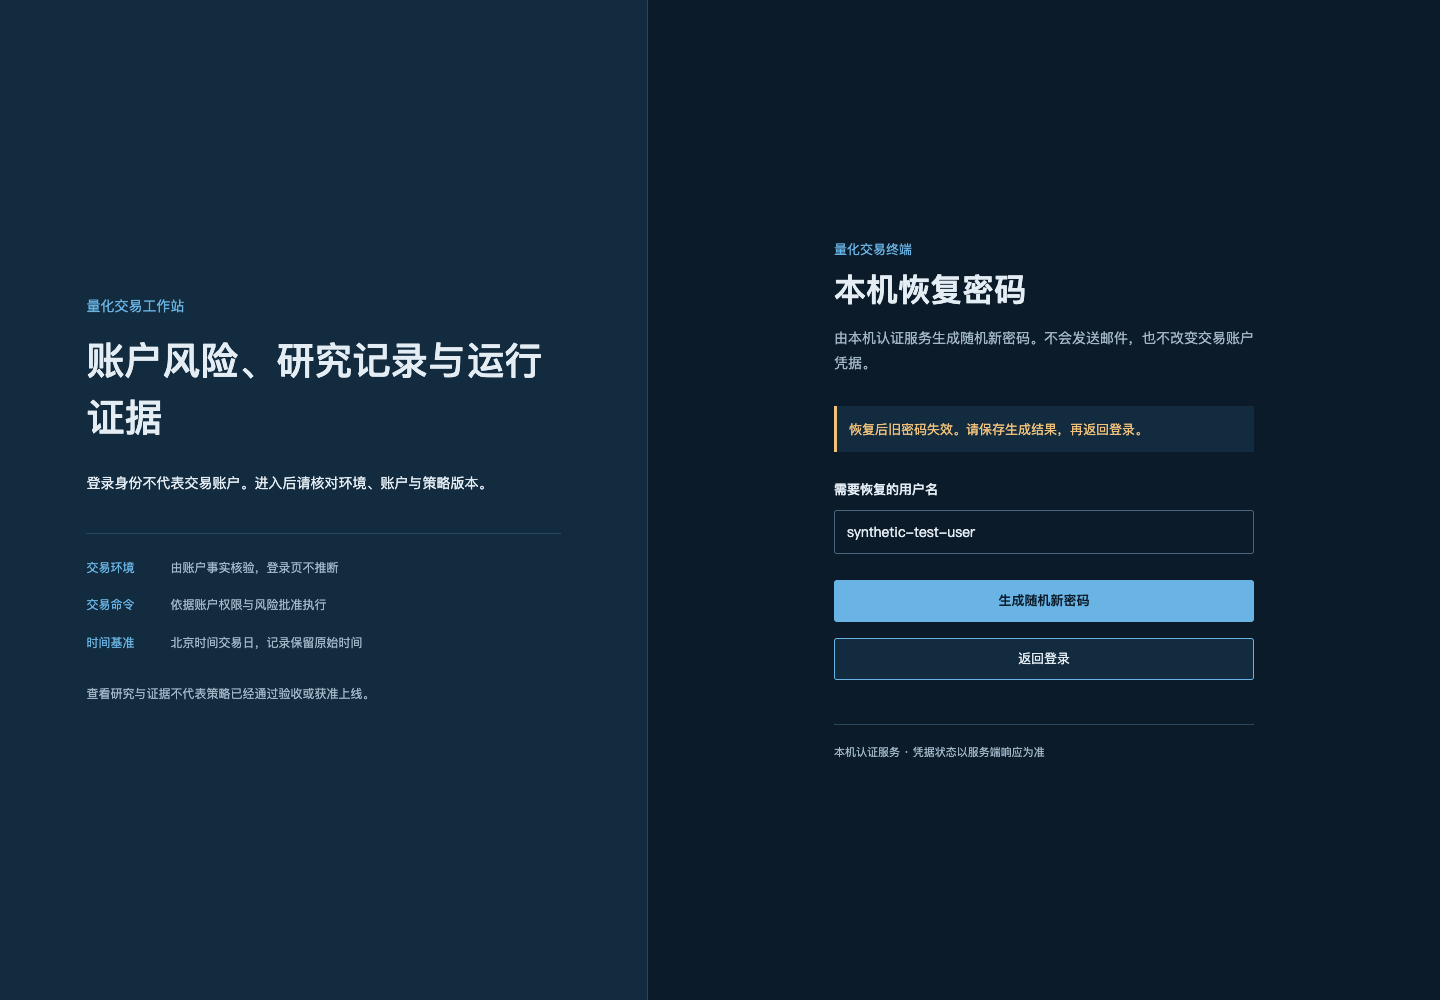 量化交易工作站
账户风险、研究记录与运行
证据
登录身份不代表交易账户。进入后请核对环境、账户与策略版本。
交易环境 由账户事实核验，登录页不推断
交易命令 依据账户权限与风险批准执行
时间基准 北京时间交易日，记录保留原始时间
查看研究与证据不代表策略已经通过验收或获准上线。
量化交易终端
本机恢复密码
由本机认证服务生成随机新密码。不会发送邮件，也不改变交易账户
凭据。
恢复后旧密码失效。请保存生成结果，再返回登录。
需要恢复的用户名
synthetic-test-user
生成随机新密码
返回登录
本机认证服务 · 凭据状态以服务端响应为准